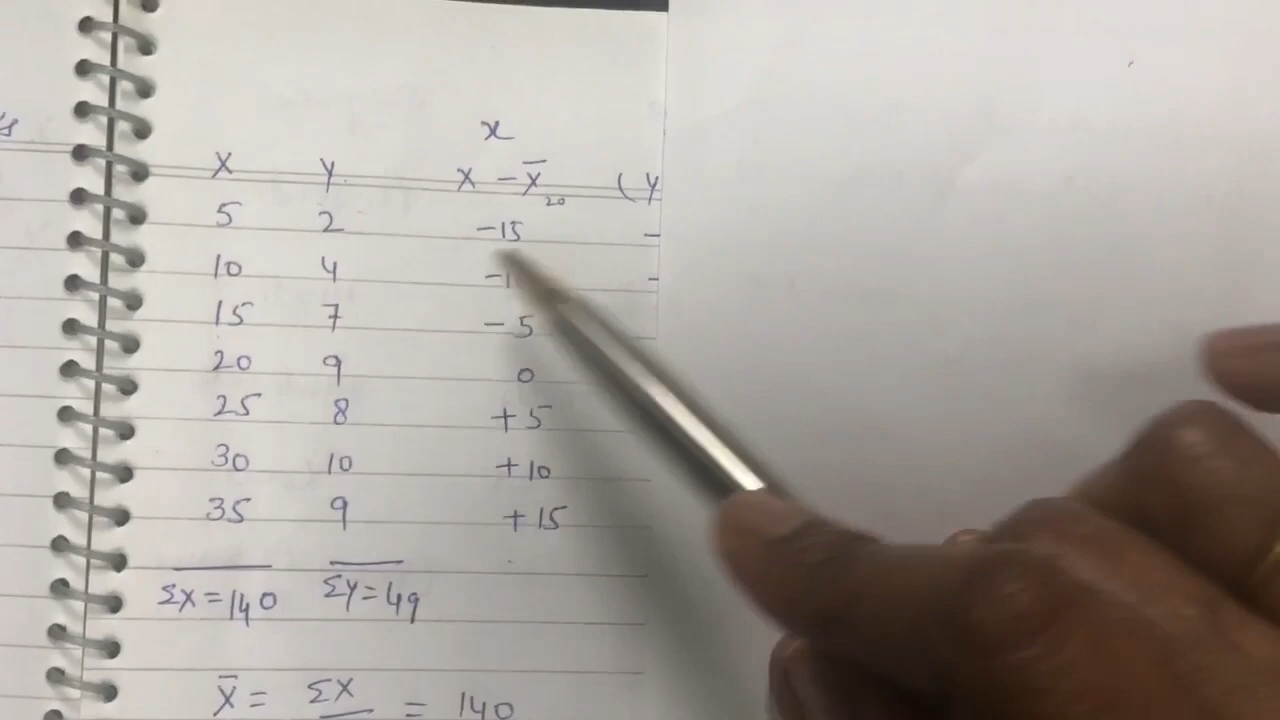 x
X Y X - X̄ 20 (Y
5 2 -15 -
10 4 -1 -
15 7 -5
20 9 0
25 8 +5
30 10 +10
35 9 +15
ΣX=140 ΣY=49
X̄ = ΣX = 140